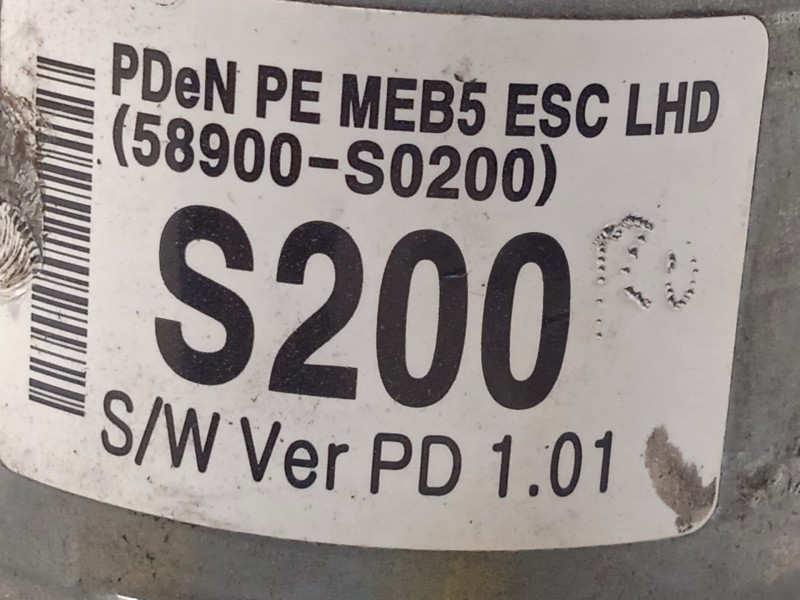 PDeN PE MEB5 ESC LHD
(58900-S0200)
S200
S/W Ver PD 1.01